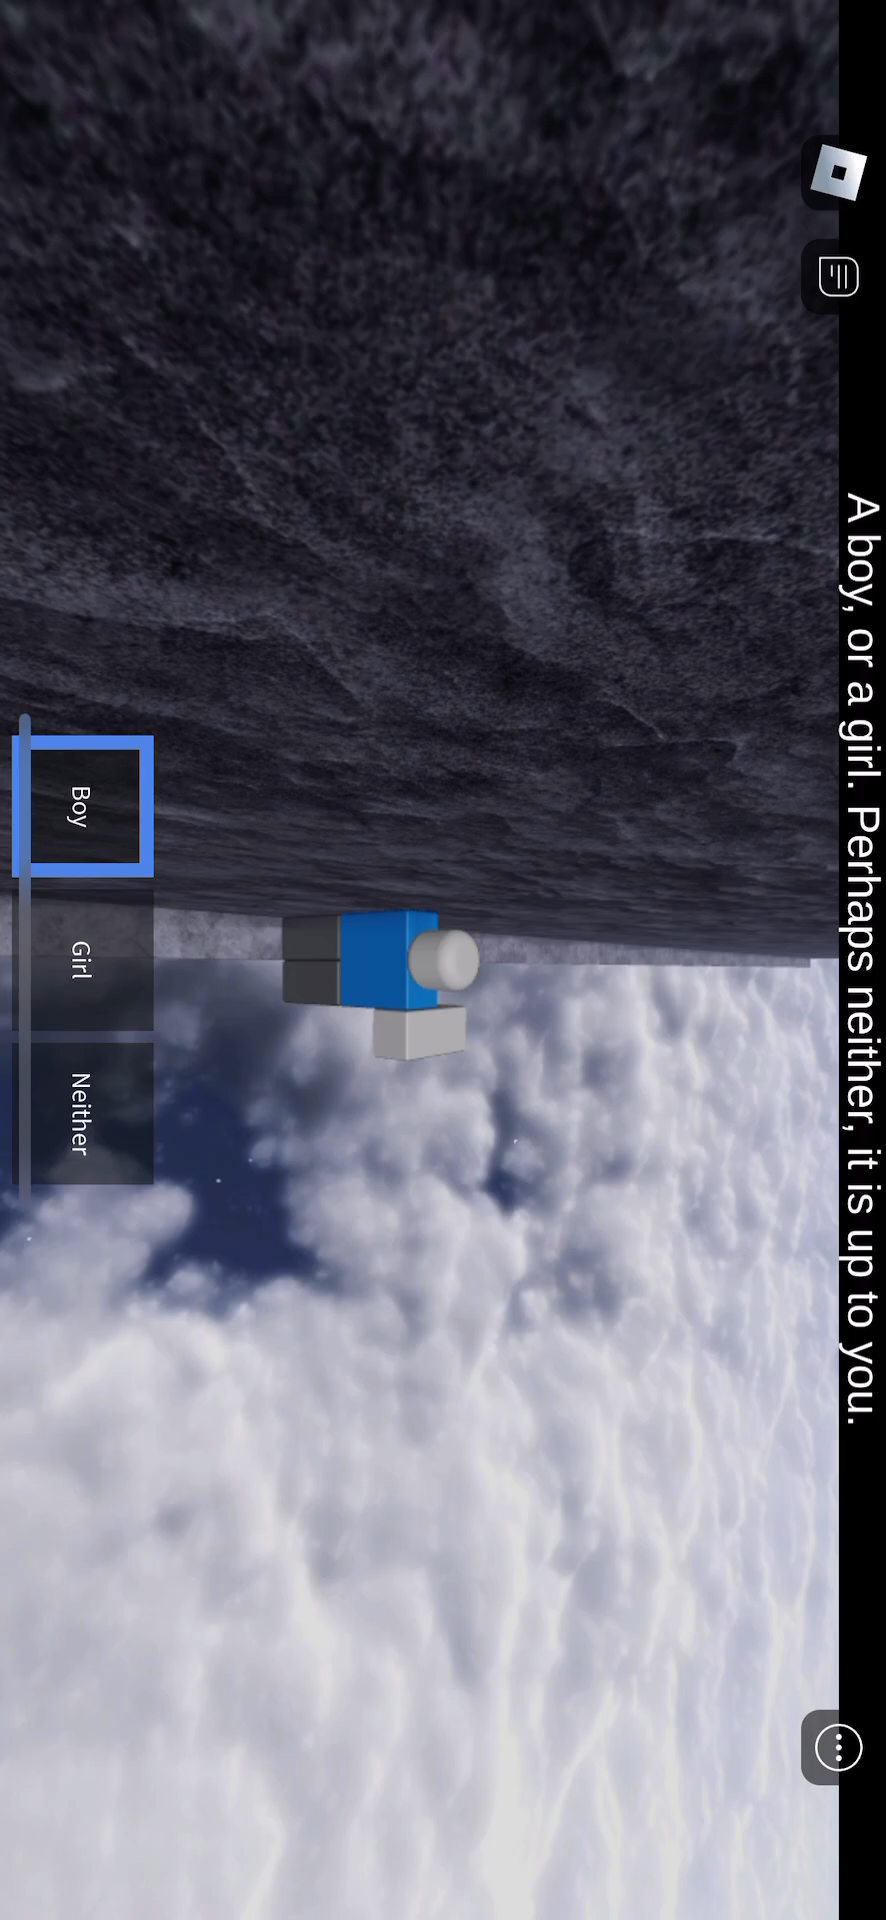 A boy, or a girl. Perhaps neither, it is up to you.
Boy
Girl
Neither